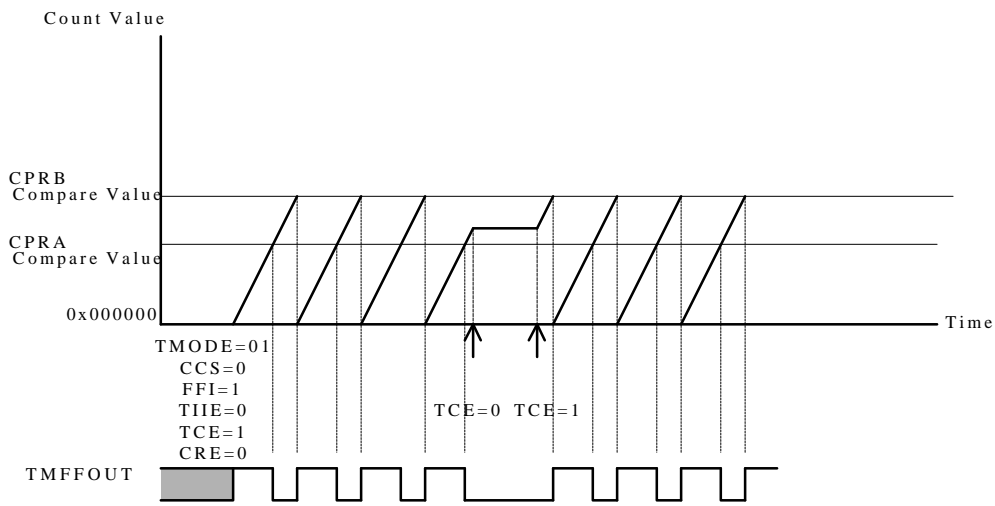 Count Value
CPRB
Compare Value
CPRA
Compare Value
0x000000
Time
TMODE=01
CCS=0
FFI=1
TIIE=0
TCE=1
CRE=0
TCE=0 TCE=1
TMFFOUT